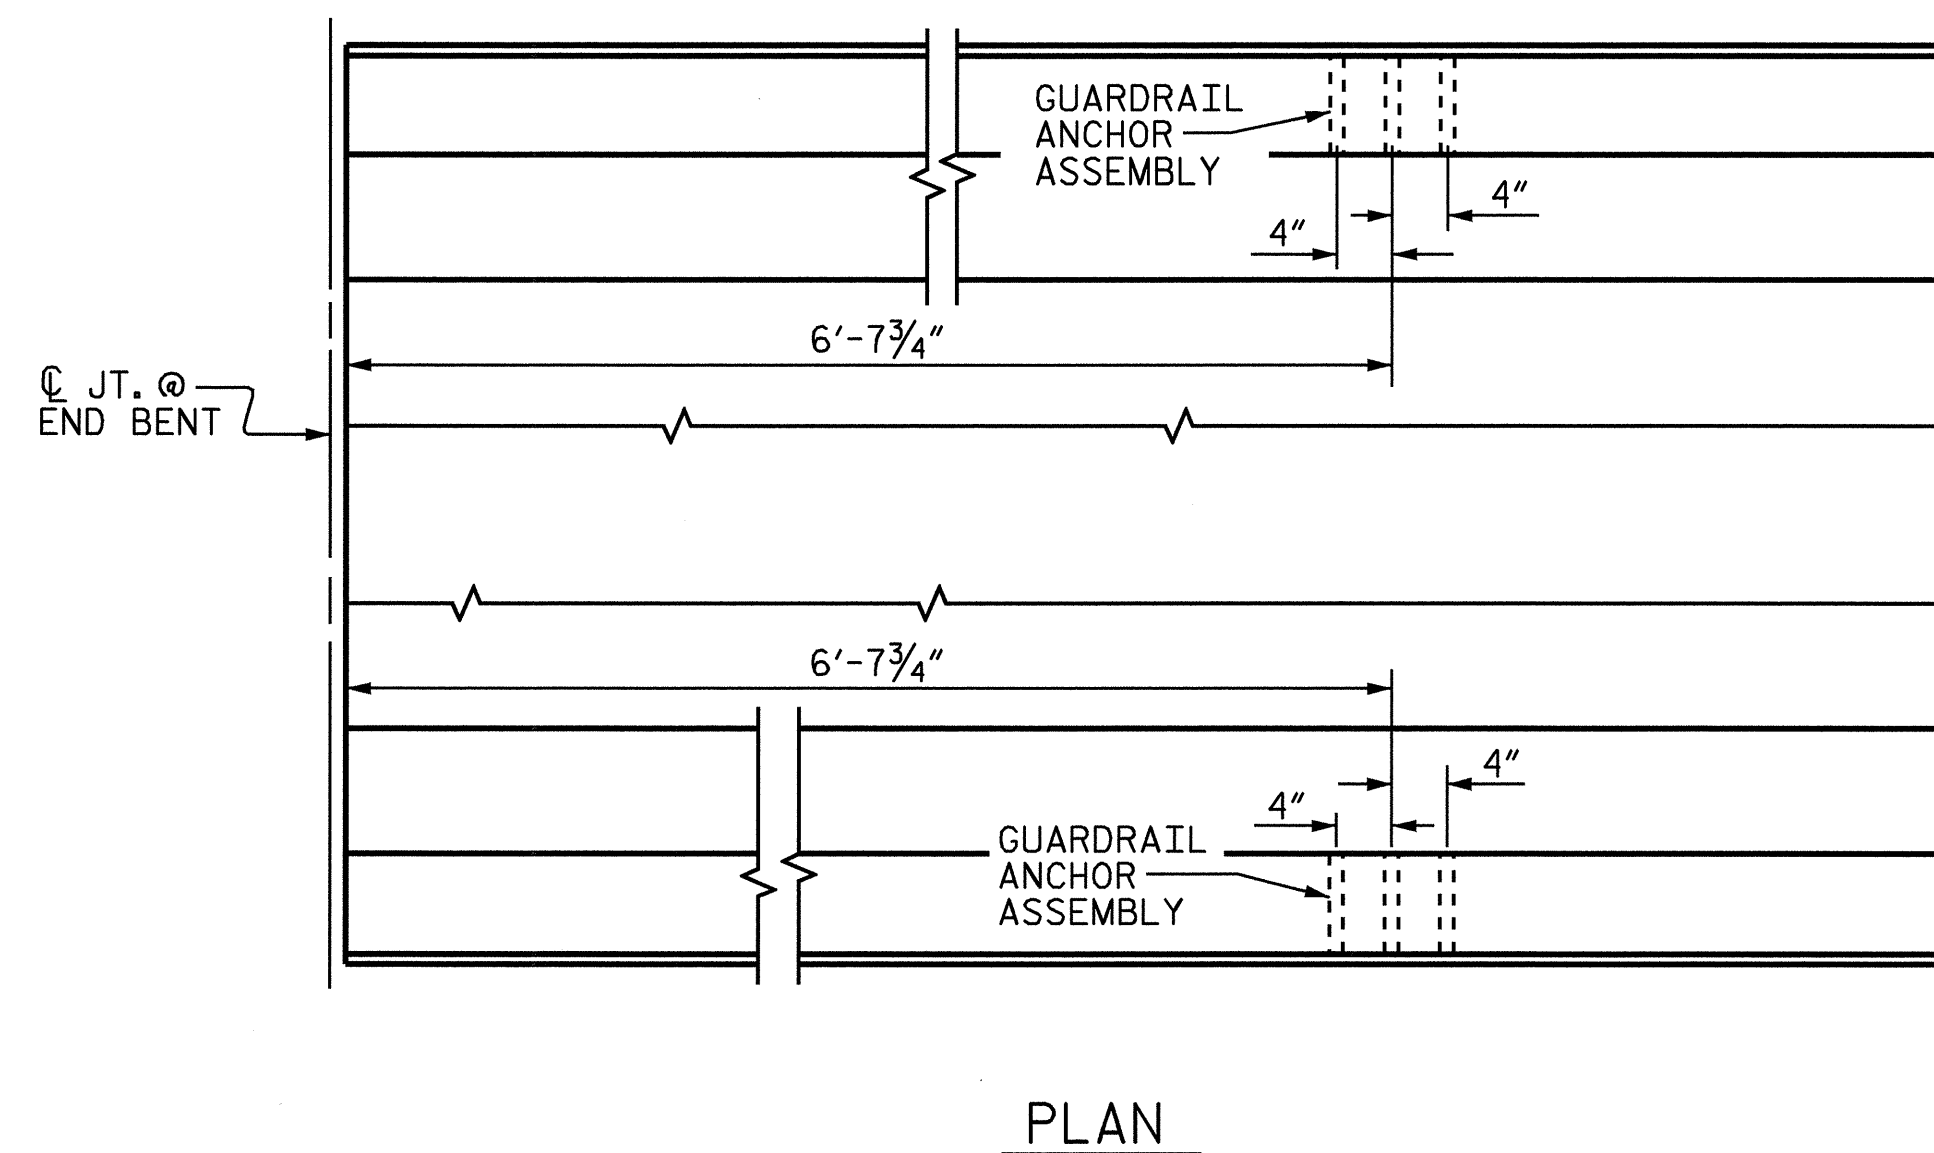 GUARDRAIL
ANCHOR
ASSEMBLY
4"
4"
6'-7¾"
℄ JT. @
END BENT
6'-7¾"
4"
4"
GUARDRAIL
ANCHOR
ASSEMBLY
PLAN